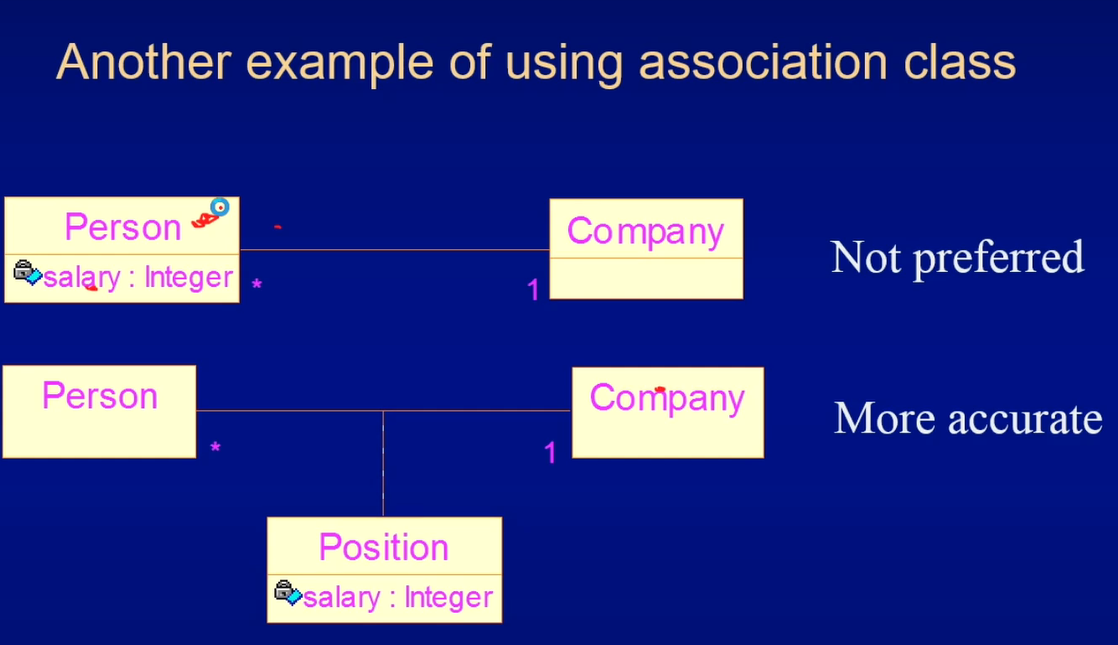 Another example of using association class
Person
salary : Integer
*
1
Company
Not preferred
Person
*
1
Company
More accurate
Position
salary : Integer